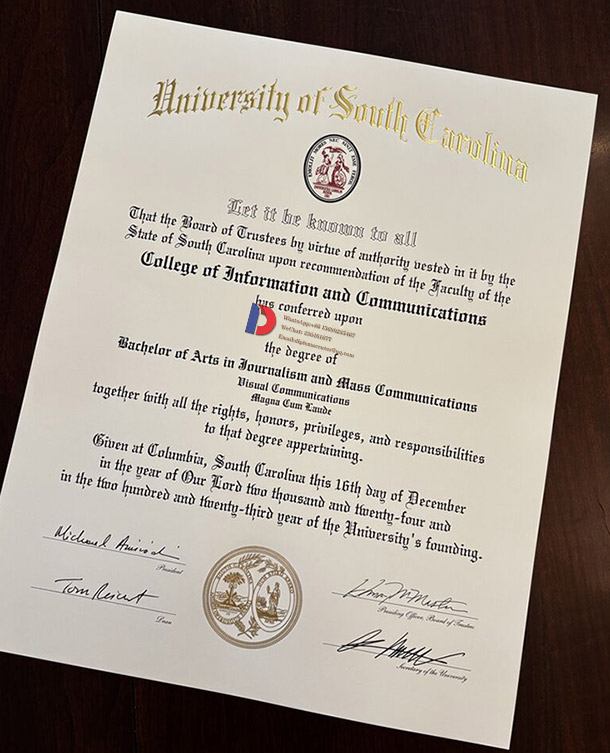 University of South Carolina
Let it be known to all
That the Board of Trustees by virtue of authority vested in it by the
State of South Carolina upon recommendation of the Faculty of the
College of Information and Communications
has conferred upon
the degree of
Bachelor of Arts in Journalism and Mass Communications
Visual Communications
Magna Cum Laude
together with all the rights, honors, privileges, and responsibilities
to that degree appertaining.
Given at Columbia, South Carolina this 16th day of December
in the year of Our Lord two thousand and twenty-four and
in the two hundred and twenty-third year of the University's founding.
President
Dean
Presiding Officer, Board of Trustees
Secretary of the University